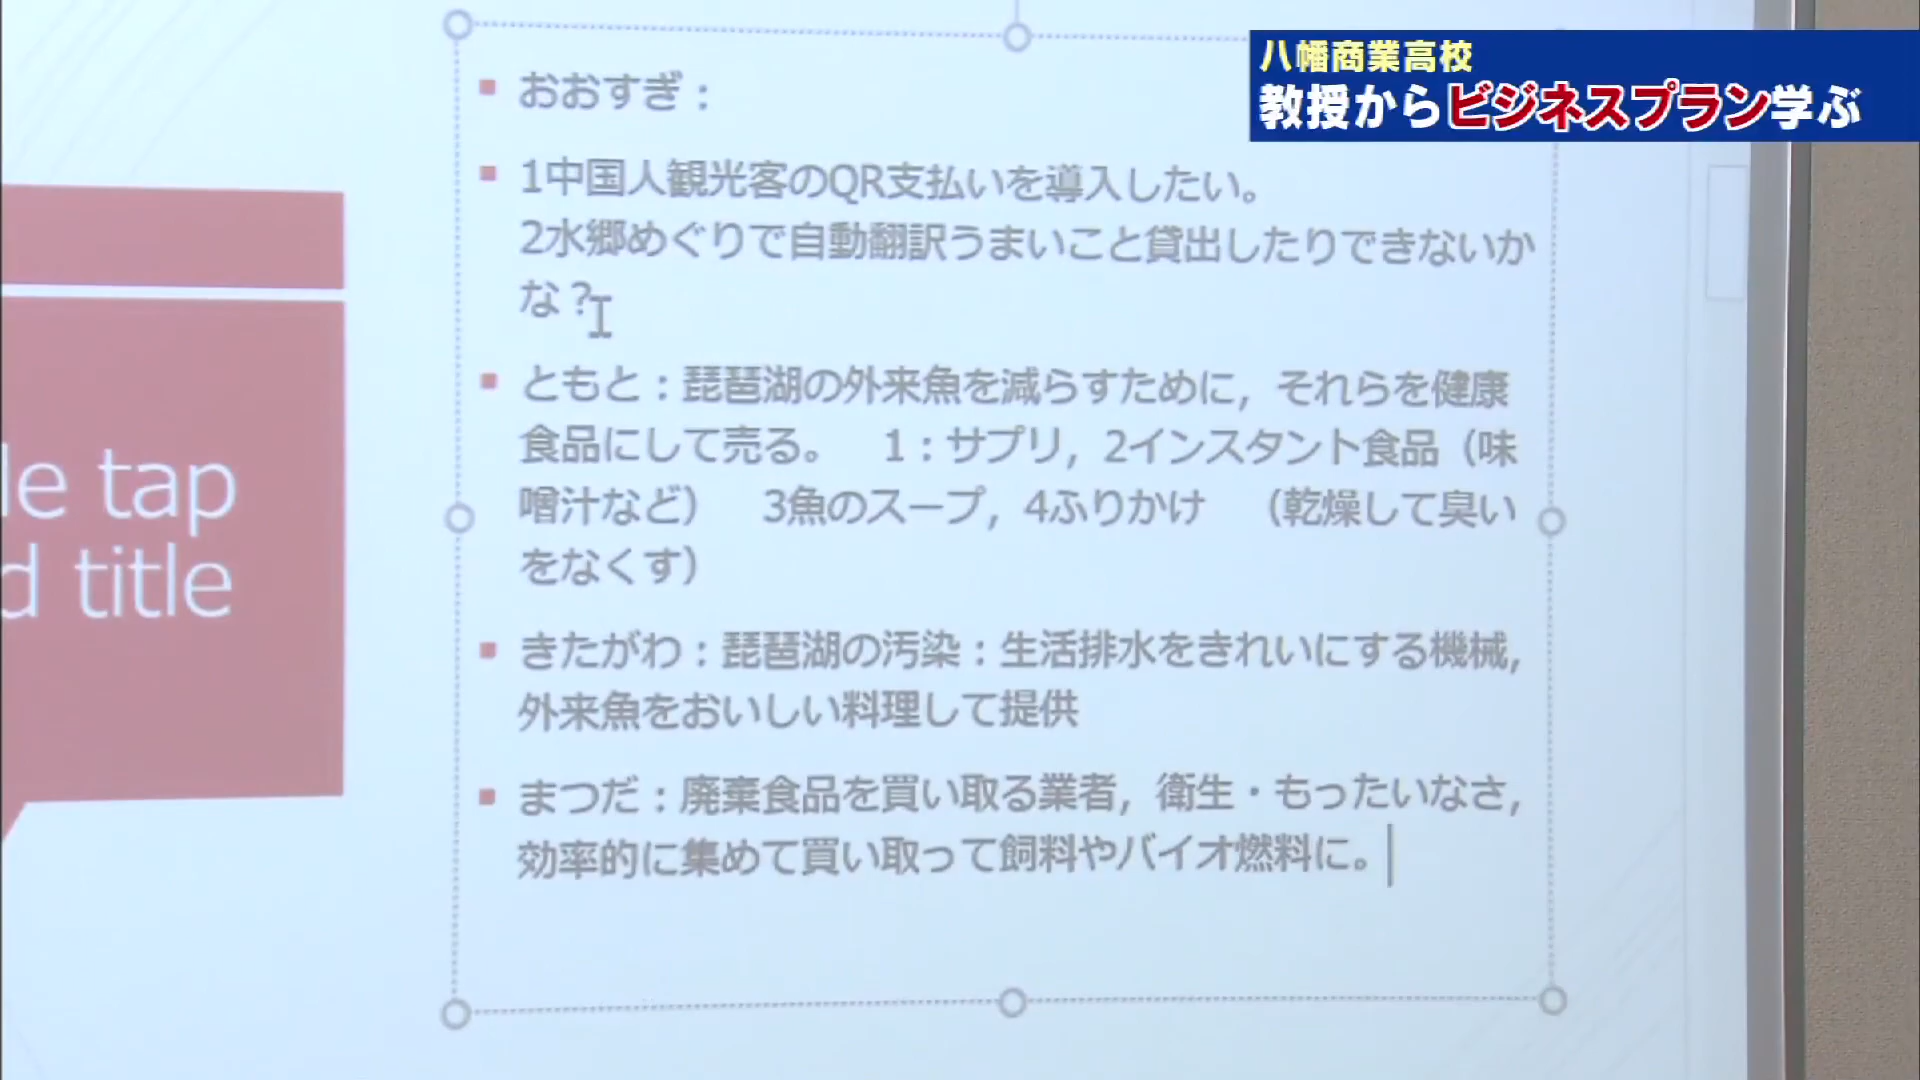 八幡商業高校
教授からビジネスプラン学ぶ
おおすぎ：
1中国人観光客のQR支払いを導入したい。
2水郷めぐりで自動翻訳うまいこと貸出したりできないか
な？
ともと：琵琶湖の外来魚を減らすために，それらを健康
食品にして売る。　1：サプリ，2インスタント食品（味
噌汁など）　3魚のスープ，4ふりかけ　（乾燥して臭い
をなくす）
きたがわ：琵琶湖の汚染：生活排水をきれいにする機械，
外来魚をおいしい料理して提供
まつだ：廃棄食品を買い取る業者，衛生・もったいなさ，
効率的に集めて買い取って飼料やバイオ燃料に。
le tap
d title